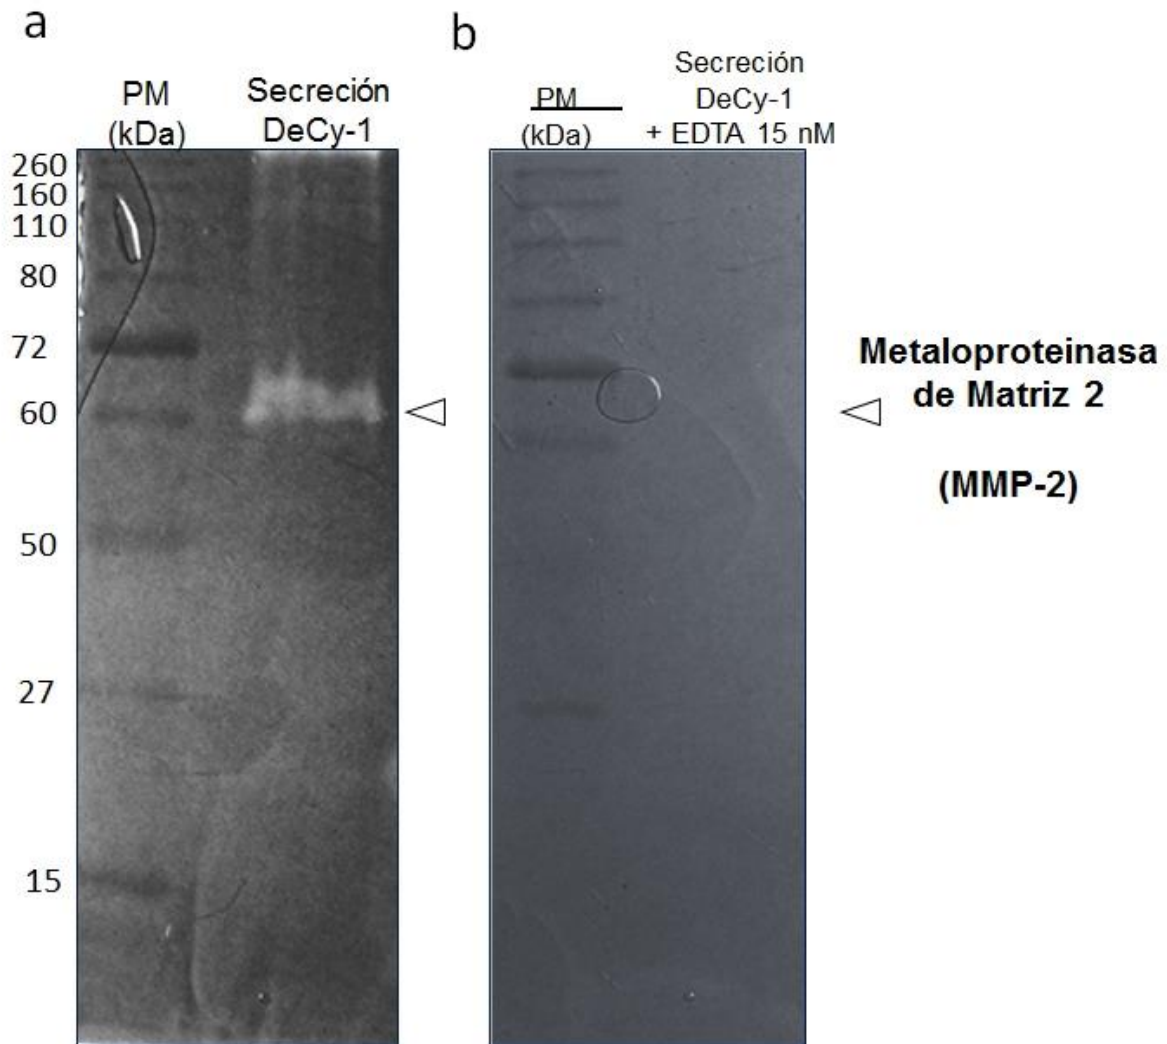 a
PM
(kDa)
Secreción
DeCy-1
260
160
110
80
72
60
50
27
15
b
PM
(kDa)
Secreción
DeCy-1
+ EDTA 15 nM
Metaloproteinasa
de Matriz 2
(MMP-2)